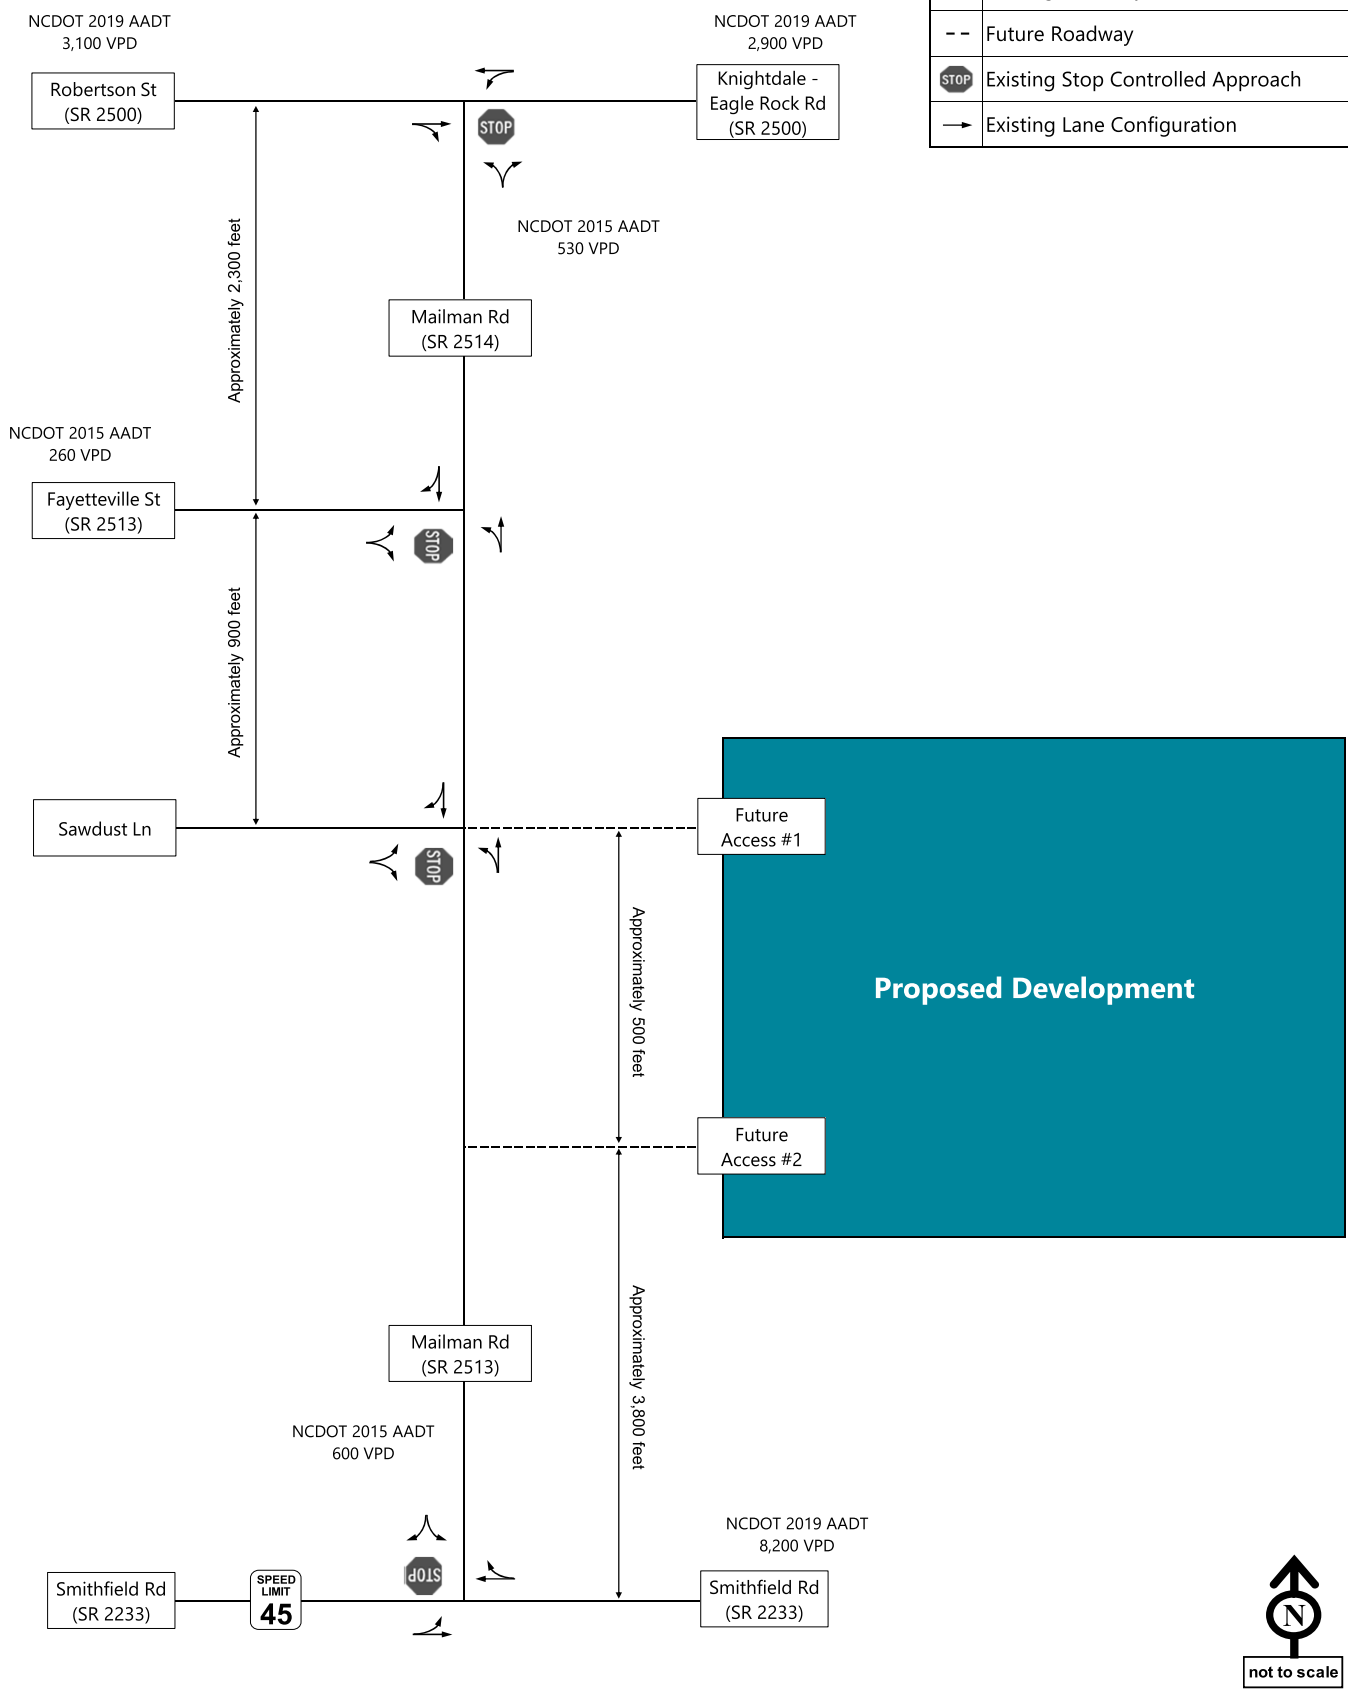 NCDOT 2019 AADT
3,100 VPD
NCDOT 2019 AADT
2,900 VPD
Future Roadway
STOP
Existing Stop Controlled Approach
Existing Lane Configuration
Robertson St
(SR 2500)
Knightdale -
Eagle Rock Rd
(SR 2500)
STOP
NCDOT 2015 AADT
530 VPD
Approximately 2,300 feet
Mailman Rd
(SR 2514)
NCDOT 2015 AADT
260 VPD
Fayetteville St
(SR 2513)
STOP
Approximately 900 feet
Sawdust Ln
STOP
Future
Access #1
Approximately 500 feet
Proposed Development
Future
Access #2
Approximately 3,800 feet
Mailman Rd
(SR 2513)
NCDOT 2015 AADT
600 VPD
STOP
NCDOT 2019 AADT
8,200 VPD
Smithfield Rd
(SR 2233)
SPEED
LIMIT
45
Smithfield Rd
(SR 2233)
N
not to scale